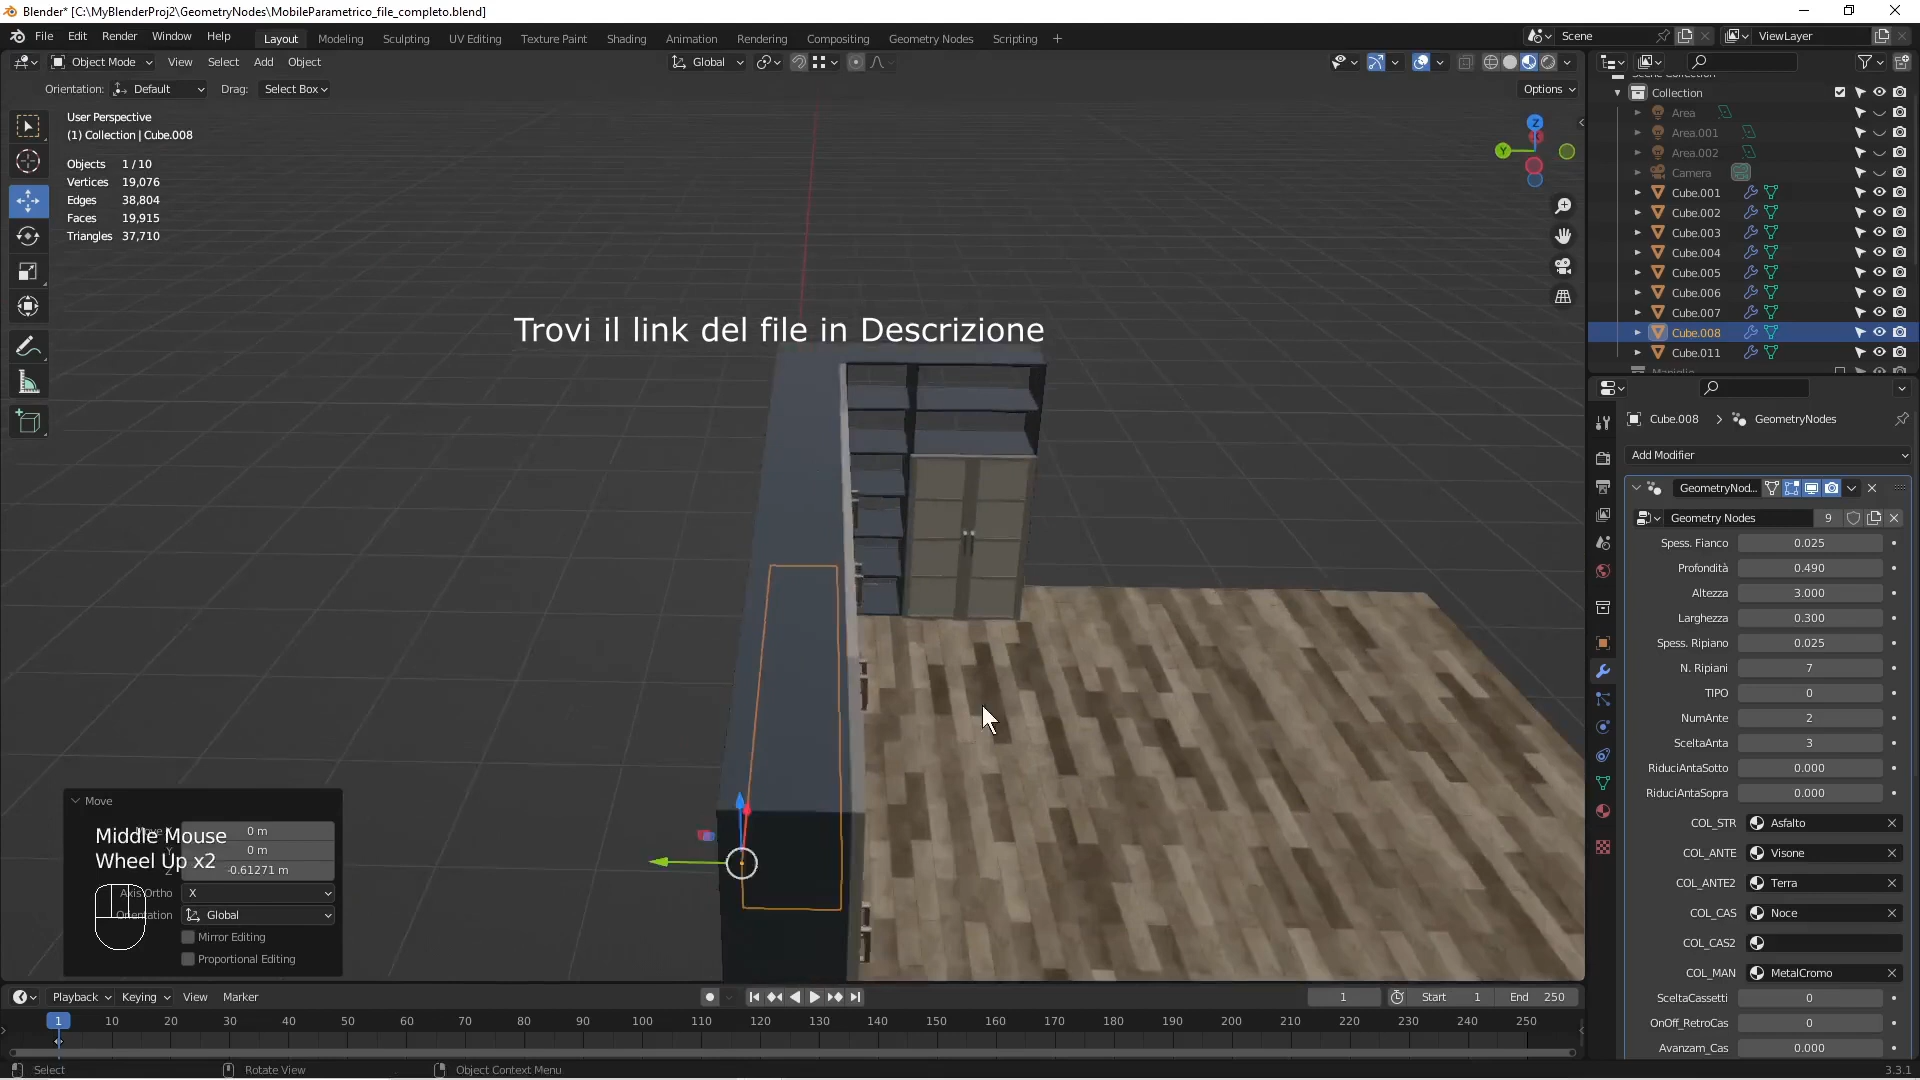 Blender* [C:\MyBlenderProj2\GeometryNodes\MobileParametrico_file_completo.blend]
File Edit Render Window Help Layout Modeling Sculpting UV Editing Texture Paint Shading Animation Rendering Compositing Geometry Nodes Scripting + Scene ViewLayer
Object Mode View Select Add Object Global
Orientation: Default Drag: Select Box Options
User Perspective
(1) Collection | Cube.008
Objects 1 / 10
Vertices 19,076
Edges 38,804
Faces 19,915
Triangles 37,710
Z
Y
Trovi il link del file in Descrizione
Move
0 m
0 m
-0.61271 m
Axis Ortho X
Orientation Global
Mirror Editing
Proportional Editing
Middle Mouse
Wheel Up x2
Scene Collection
Collection
Area
Area.001
Area.002
Camera
Cube.001
Cube.002
Cube.003
Cube.004
Cube.005
Cube.006
Cube.007
Cube.008
Cube.011
Maniglie
Cube.008 > GeometryNodes
Add Modifier
GeometryNod...
Geometry Nodes 9
Spess. Fianco 0.025
Profondità 0.490
Altezza 3.000
Larghezza 0.300
Spess. Ripiano 0.025
N. Ripiani 7
TIPO 0
NumAnte 2
SceltaAnta 3
RiduciAntaSotto 0.000
RiduciAntaSopra 0.000
COL_STR Asfalto
COL_ANTE Visone
COL_ANTE2 Terra
COL_CAS Noce
COL_CAS2
COL_MAN MetalCromo
SceltaCassetti 0
OnOff_RetroCas 0
Avanzam_Cas 0.000
Playback Keying View Marker 1 Start 1 End 250
1 10 20 30 40 50 60 70 80 90 100 110 120 130 140 150 160 170 180 190 200 210 220 230 240 250
Select Rotate View Object Context Menu 3.3.1